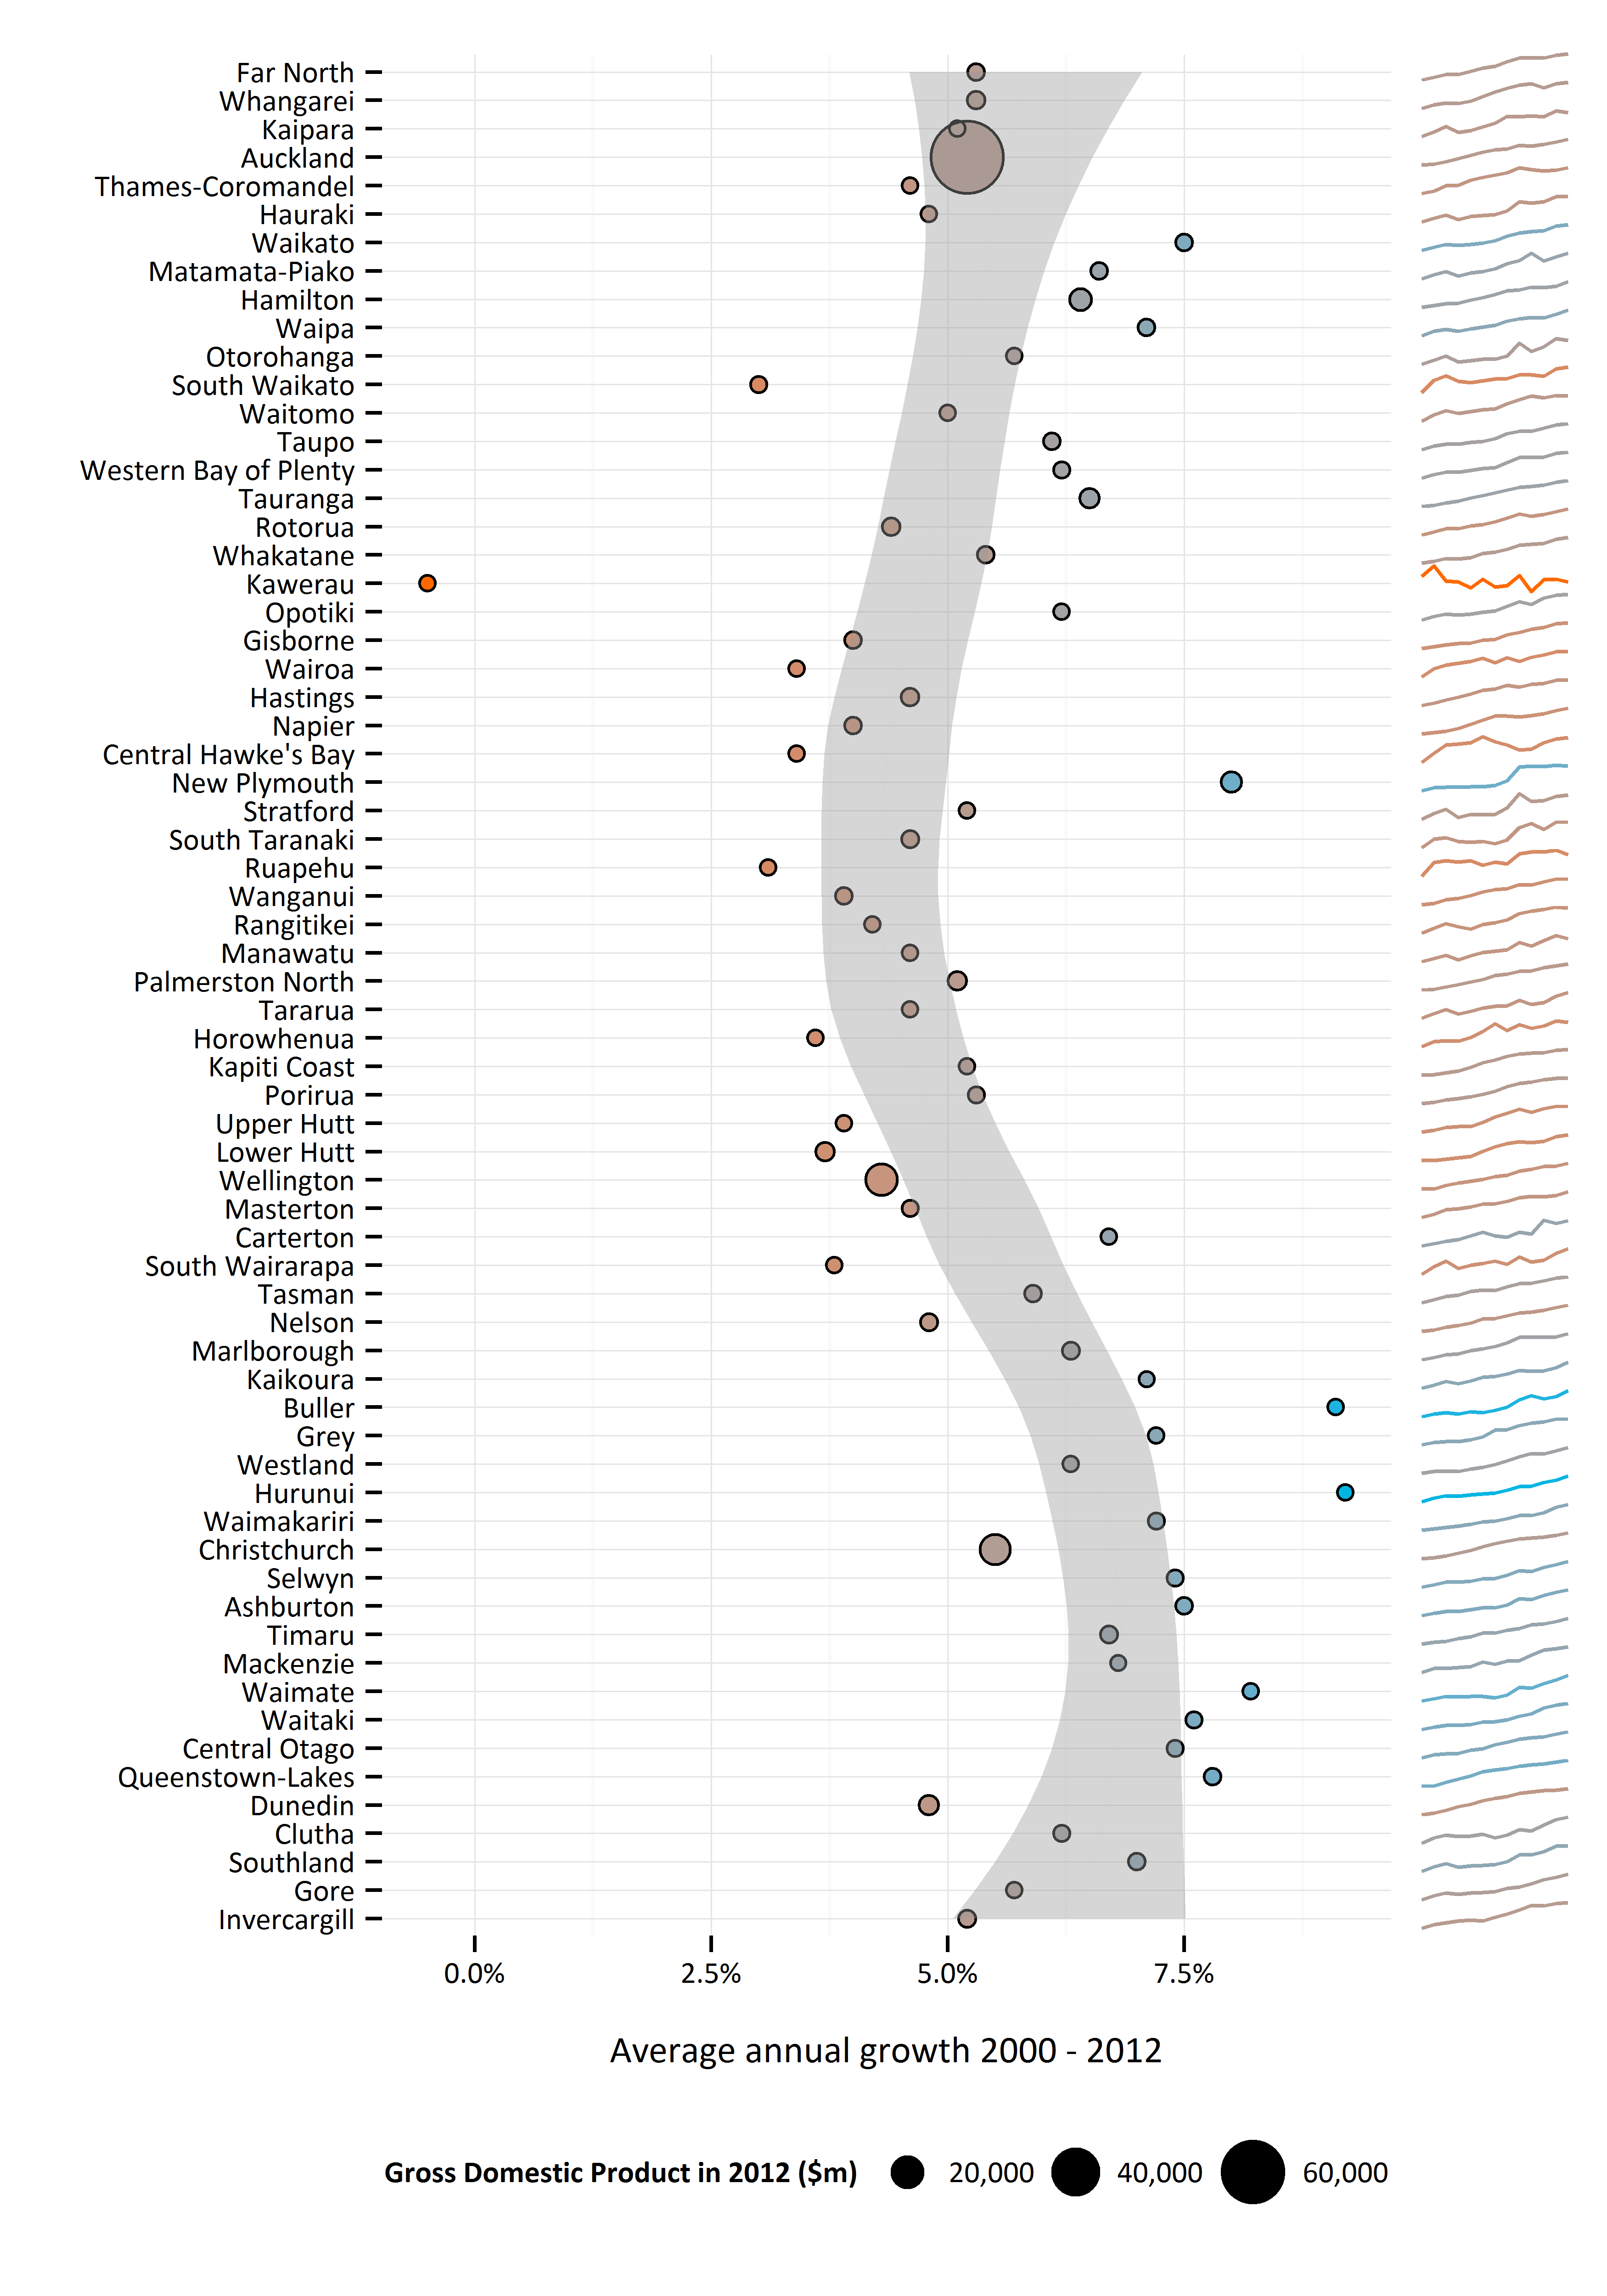 Far North
Whangarei
Kaipara
Auckland
Thames-Coromandel
Hauraki
Waikato
Matamata-Piako
Hamilton
Waipa
Otorohanga
South Waikato
Waitomo
Taupo
Western Bay of Plenty
Tauranga
Rotorua
Whakatane
Kawerau
Opotiki
Gisborne
Wairoa
Hastings
Napier
Central Hawke's Bay
New Plymouth
Stratford
South Taranaki
Ruapehu
Wanganui
Rangitikei
Manawatu
Palmerston North
Tararua
Horowhenua
Kapiti Coast
Porirua
Upper Hutt
Lower Hutt
Wellington
Masterton
Carterton
South Wairarapa
Tasman
Nelson
Marlborough
Kaikoura
Buller
Grey
Westland
Hurunui
Waimakariri
Christchurch
Selwyn
Ashburton
Timaru
Mackenzie
Waimate
Waitaki
Central Otago
Queenstown-Lakes
Dunedin
Clutha
Southland
Gore
Invercargill
0.0% 2.5% 5.0% 7.5%
Average annual growth 2000 - 2012
Gross Domestic Product in 2012 ($m) 20,000 40,000 60,000